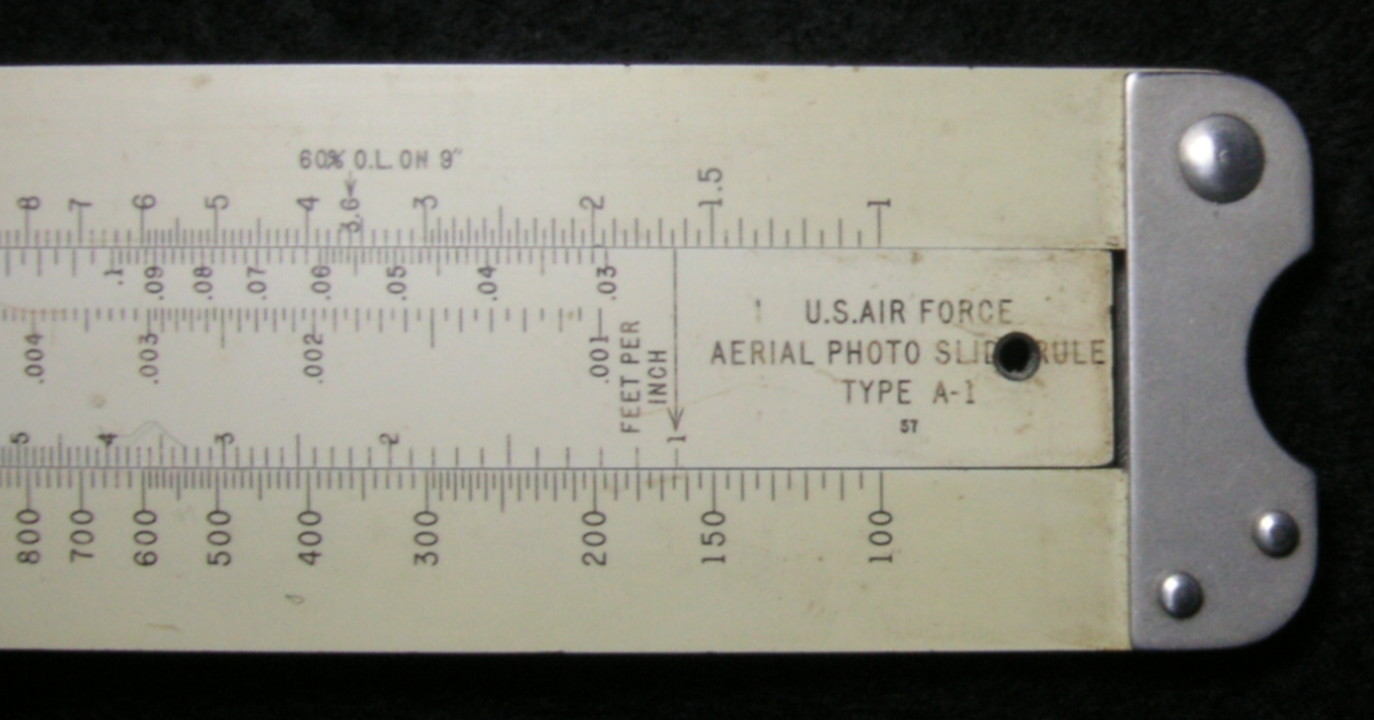 60% O.L. ON 9"
8 7 6 5 4 3.6 3 2 1.5 1
.1 .09 .08 .07 .06 .05 .04 .03
.004 .003 .002 .001
FEET PER
INCH
U.S. AIR FORCE
AERIAL PHOTO SLIDE RULE
TYPE A-1
57
5 4 3 2 1
800 700 600 500 400 300 200 150 100